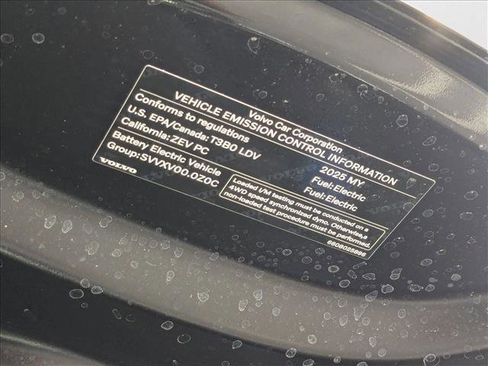 Volvo Car Corporation
VEHICLE EMISSION CONTROL INFORMATION
Conforms to regulations
2025 MY
U.S. EPA/Canada: T3B0 LDV
Fuel: Electric
California: ZEV PC
Fuel: Electric
Battery Electric Vehicle
Group: SVVXV00.0Z0C
Loaded I/M testing must be conducted on a
4WD speed synchronized dyno. Otherwise, a
non-loaded test procedure must be performed.
VOLVO